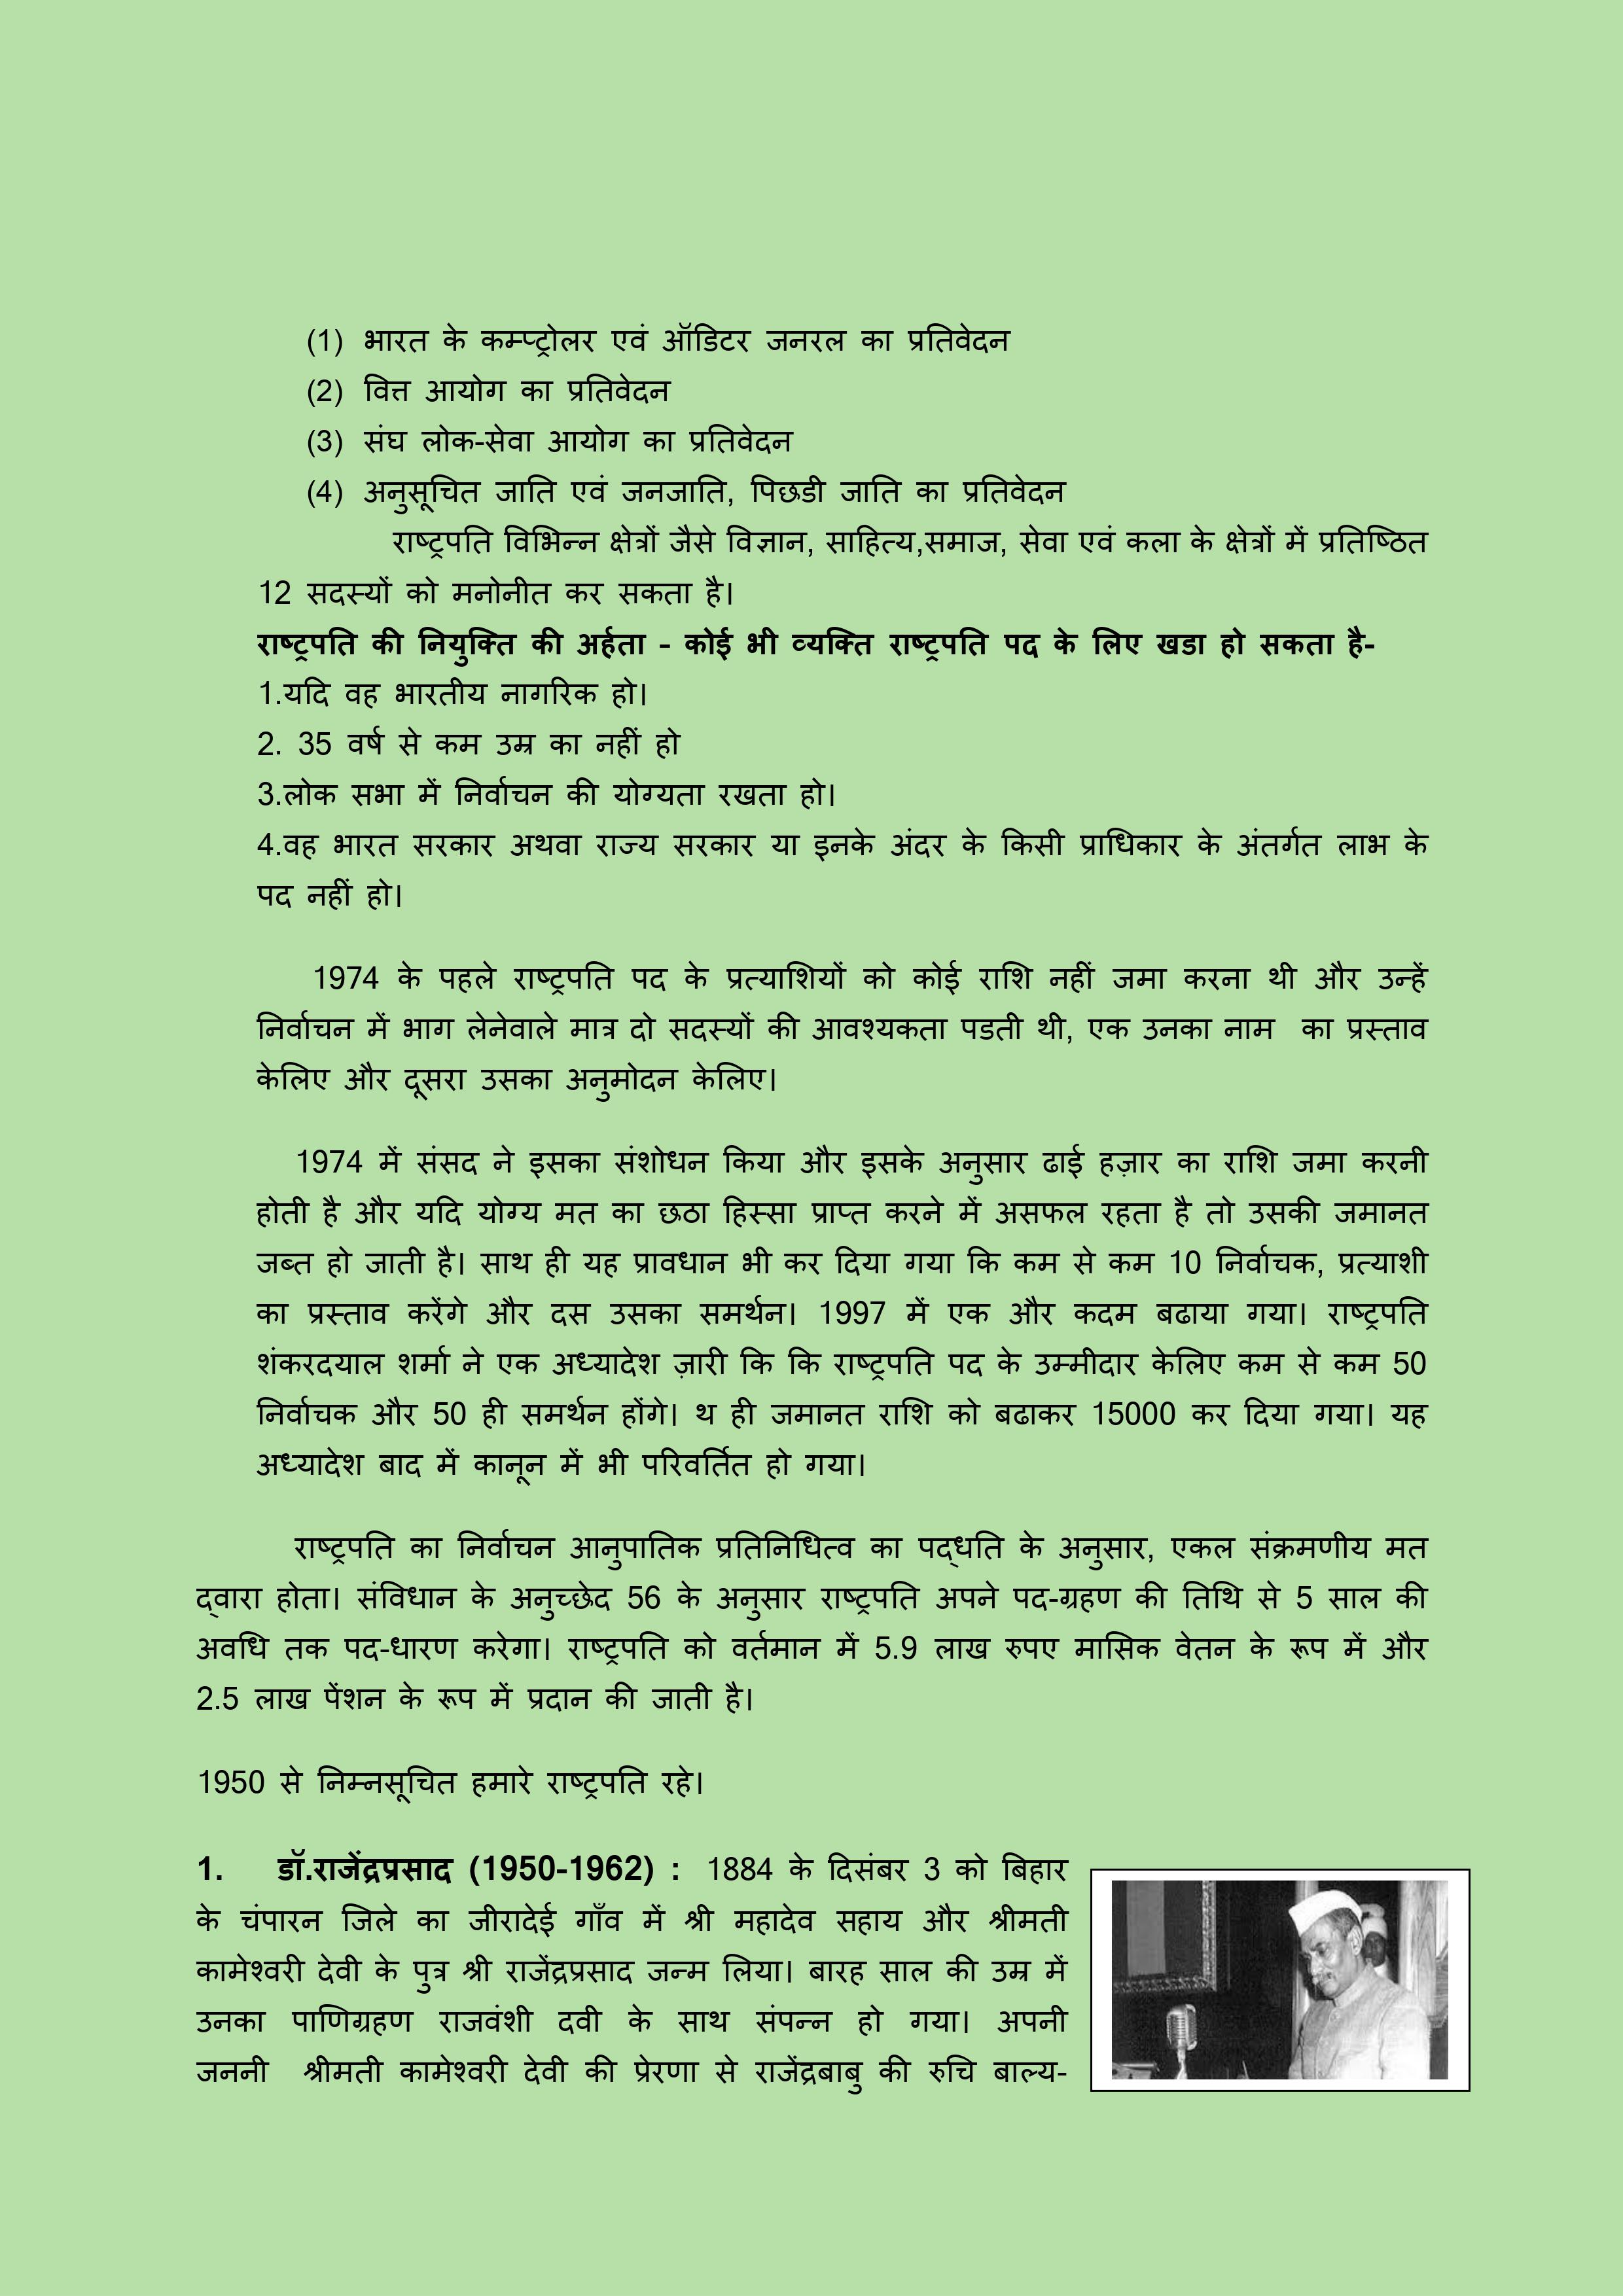 (1) भारत के कम्प्ट्रोलर एवं ऑडिटर जनरल का प्रतिवेदन
(2) वित्त आयोग का प्रतिवेदन
(3) संघ लोक-सेवा आयोग का प्रतिवेदन
(4) अनुसूचित जाति एवं जनजाति, पिछडी जाति का प्रतिवेदन
राष्ट्रपति विभिन्न क्षेत्रों जैसे विज्ञान, साहित्य,समाज, सेवा एवं कला के क्षेत्रों में प्रतिष्ठित
12 सदस्यों को मनोनीत कर सकता है।
राष्ट्रपति की नियुक्ति की अर्हता – कोई भी व्यक्ति राष्ट्रपति पद के लिए खडा हो सकता है-
1.यदि वह भारतीय नागरिक हो।
2. 35 वर्ष से कम उम्र का नहीं हो
3.लोक सभा में निर्वाचन की योग्यता रखता हो।
4.वह भारत सरकार अथवा राज्य सरकार या इनके अंदर के किसी प्राधिकार के अंतर्गत लाभ के
पद नहीं हो।
1974 के पहले राष्ट्रपति पद के प्रत्याशियों को कोई राशि नहीं जमा करना थी और उन्हें
निर्वाचन में भाग लेनेवाले मात्र दो सदस्यों की आवश्यकता पडती थी, एक उनका नाम का प्रस्ताव
केलिए और दूसरा उसका अनुमोदन केलिए।
1974 में संसद ने इसका संशोधन किया और इसके अनुसार ढाई हज़ार का राशि जमा करनी
होती है और यदि योग्य मत का छठा हिस्सा प्राप्त करने में असफल रहता है तो उसकी जमानत
जब्त हो जाती है। साथ ही यह प्रावधान भी कर दिया गया कि कम से कम 10 निर्वाचक, प्रत्याशी
का प्रस्ताव करेंगे और दस उसका समर्थन। 1997 में एक और कदम बढाया गया। राष्ट्रपति
शंकरदयाल शर्मा ने एक अध्यादेश ज़ारी कि कि राष्ट्रपति पद के उम्मीदार केलिए कम से कम 50
निर्वाचक और 50 ही समर्थन होंगे। थ ही जमानत राशि को बढाकर 15000 कर दिया गया। यह
अध्यादेश बाद में कानून में भी परिवर्तित हो गया।
राष्ट्रपति का निर्वाचन आनुपातिक प्रतिनिधित्व का पद्धति के अनुसार, एकल संक्रमणीय मत
द्वारा होता। संविधान के अनुच्छेद 56 के अनुसार राष्ट्रपति अपने पद-ग्रहण की तिथि से 5 साल की
अवधि तक पद-धारण करेगा। राष्ट्रपति को वर्तमान में 5.9 लाख रुपए मासिक वेतन के रूप में और
2.5 लाख पेंशन के रूप में प्रदान की जाती है।
1950 से निम्नसूचित हमारे राष्ट्रपति रहे।
1. डॉ.राजेंद्रप्रसाद (1950-1962) : 1884 के दिसंबर 3 को बिहार
के चंपारन जिले का जीरादेई गाँव में श्री महादेव सहाय और श्रीमती
कामेश्वरी देवी के पुत्र श्री राजेंद्रप्रसाद जन्म लिया। बारह साल की उम्र में
उनका पाणिग्रहण राजवंशी दवी के साथ संपन्न हो गया। अपनी
जननी श्रीमती कामेश्वरी देवी की प्रेरणा से राजेंद्रबाबु की रुचि बाल्य-